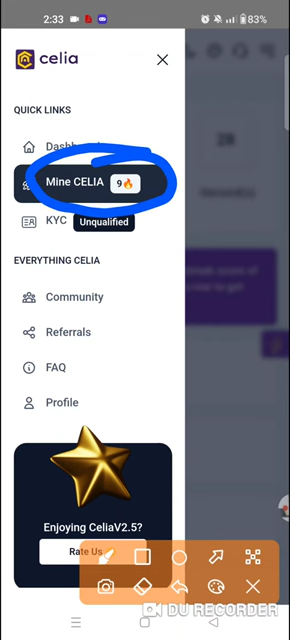 2:33
83%
celia
QUICK LINKS
Dashboard
Mine CELIA 9🔥
KYC Unqualified
EVERYTHING CELIA
Community
Referrals
FAQ
Profile
Enjoying CeliaV2.5?
Rate Us
DU RECORDER
28